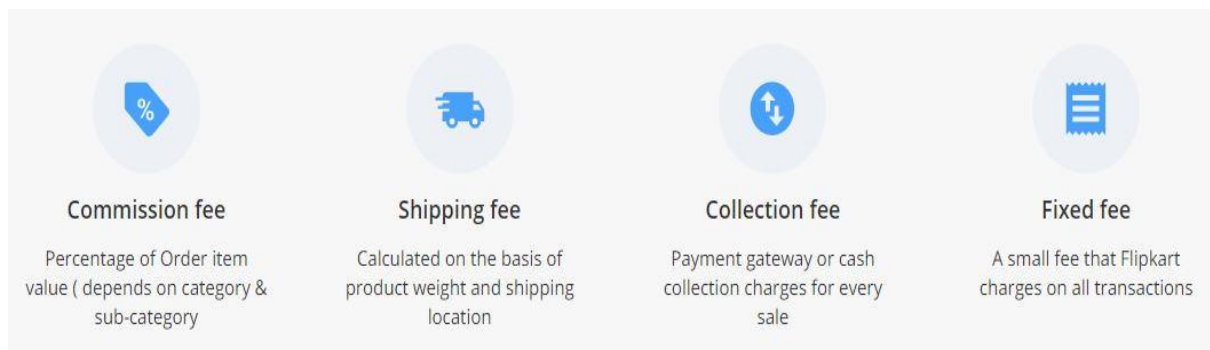 %
Commission fee
Percentage of Order item
value ( depends on category &
sub-category
Shipping fee
Calculated on the basis of
product weight and shipping
location
Collection fee
Payment gateway or cash
collection charges for every
sale
Fixed fee
A small fee that Flipkart
charges on all transactions